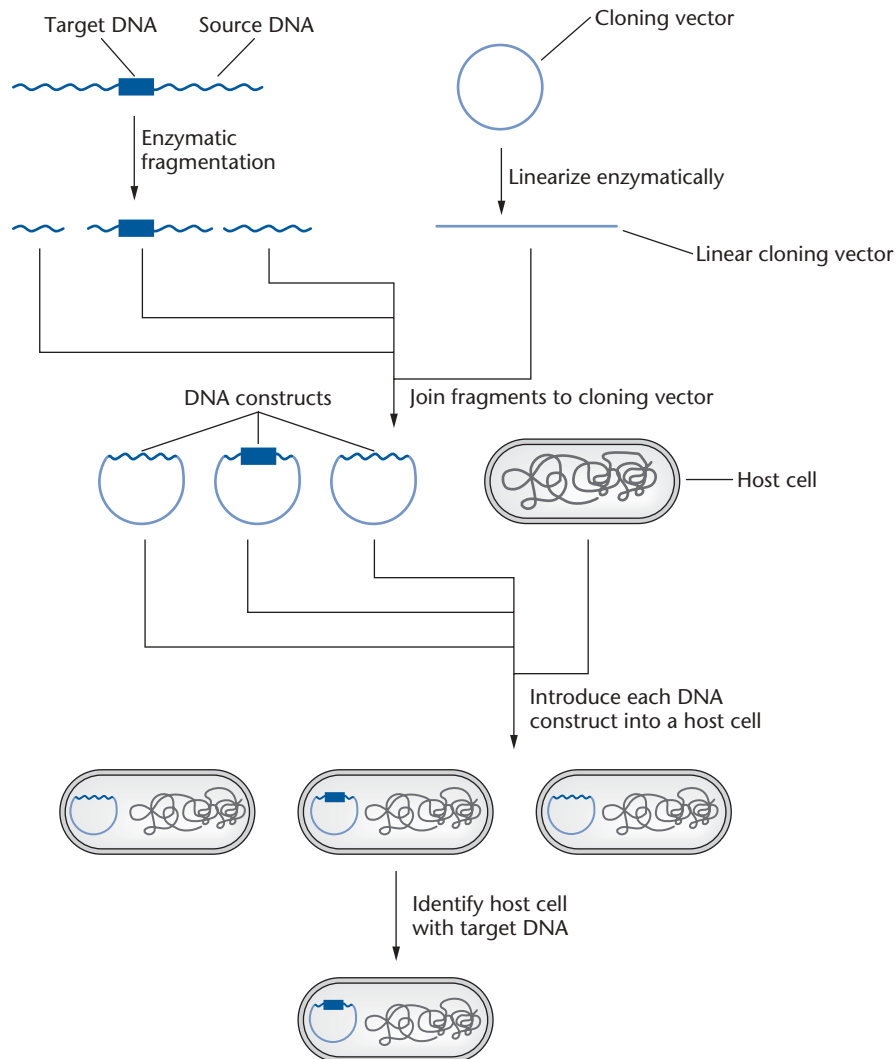 Target DNA
Source DNA
Cloning vector
Enzymatic
fragmentation
Linearize enzymatically
Linear cloning vector
Join fragments to cloning vector
DNA constructs
Host cell
Introduce each DNA
construct into a host cell
Identify host cell
with target DNA